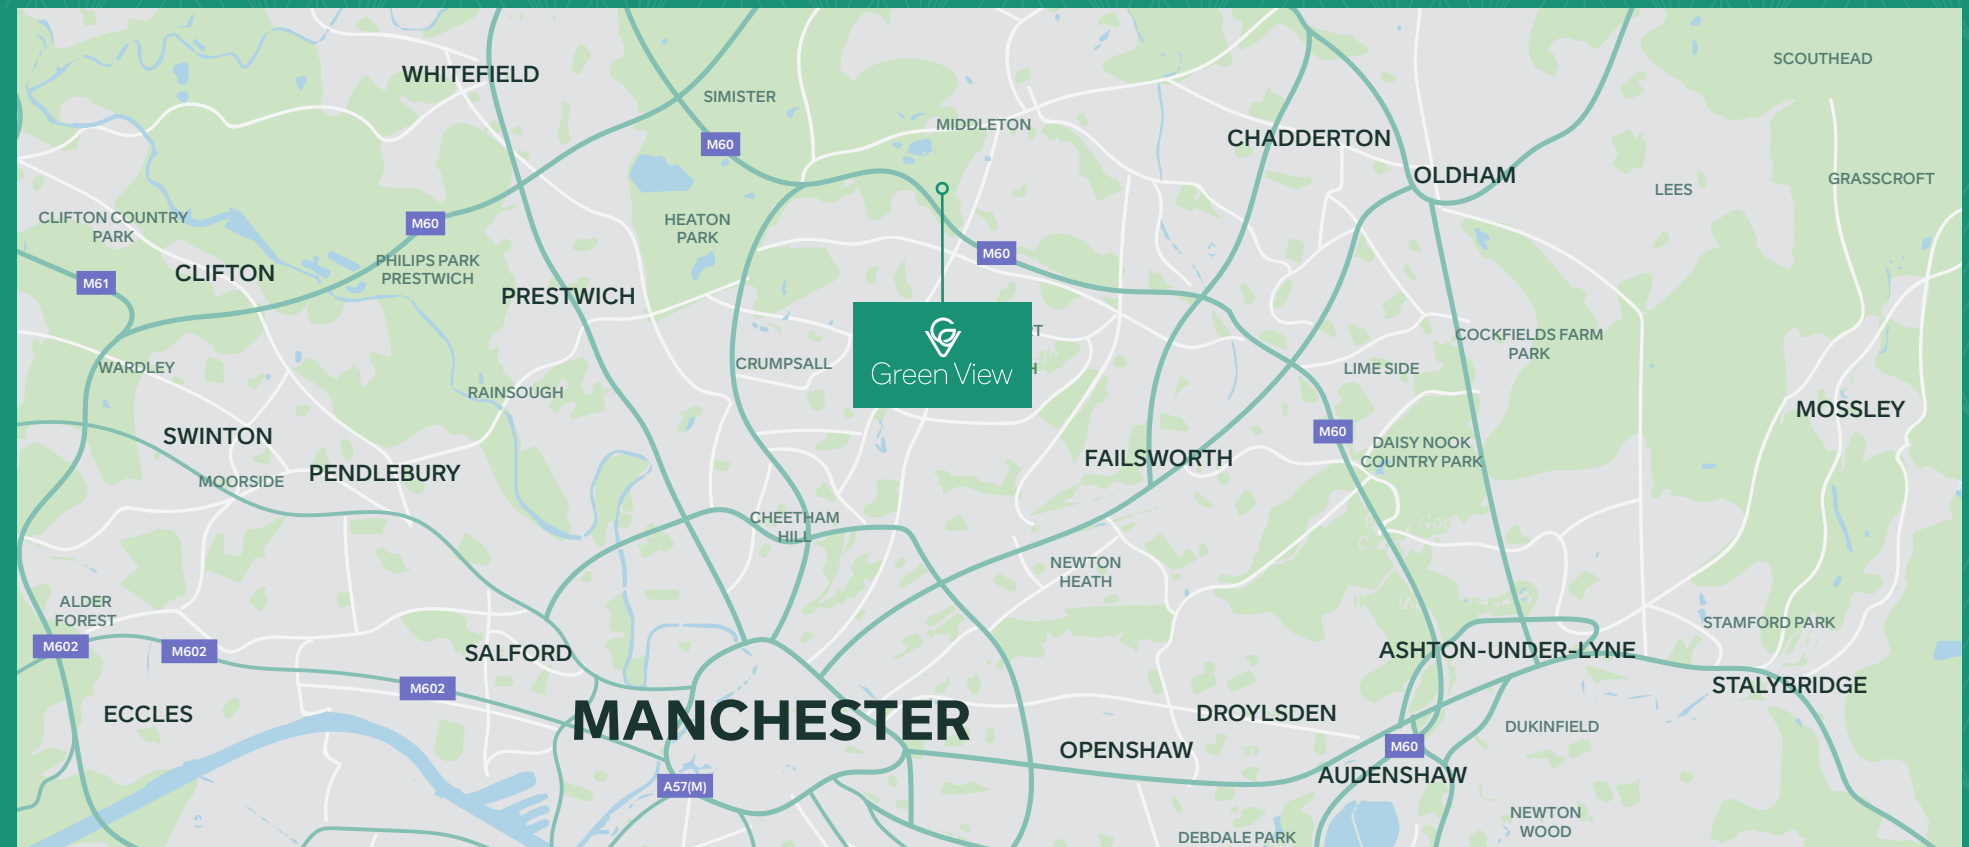 SCOUTHEAD
WHITEFIELD
SIMISTER
MIDDLETON
CHADDERTON
M60
OLDHAM
GRASSCROFT
LEES
CLIFTON COUNTRY
PARK
M60
HEATON
PARK
M60
PHILIPS PARK
PRESTWICH
CLIFTON
M61
PRESTWICH
Green View
COCKFIELDS FARM
PARK
CRUMPSALL
WARDLEY
LIME SIDE
RAINSOUGH
MOSSLEY
M60
SWINTON
DAISY NOOK
COUNTRY PARK
FAILSWORTH
PENDLEBURY
MOORSIDE
CHEETHAM
HILL
NEWTON
HEATH
ALDER
FOREST
STAMFORD PARK
M602
M602
SALFORD
ASHTON-UNDER-LYNE
M602
STALYBRIDGE
ECCLES
MANCHESTER
DROYLSDEN
DUKINFIELD
OPENSHAW
M60
AUDENSHAW
A57(M)
NEWTON
WOOD
DEBDALE PARK